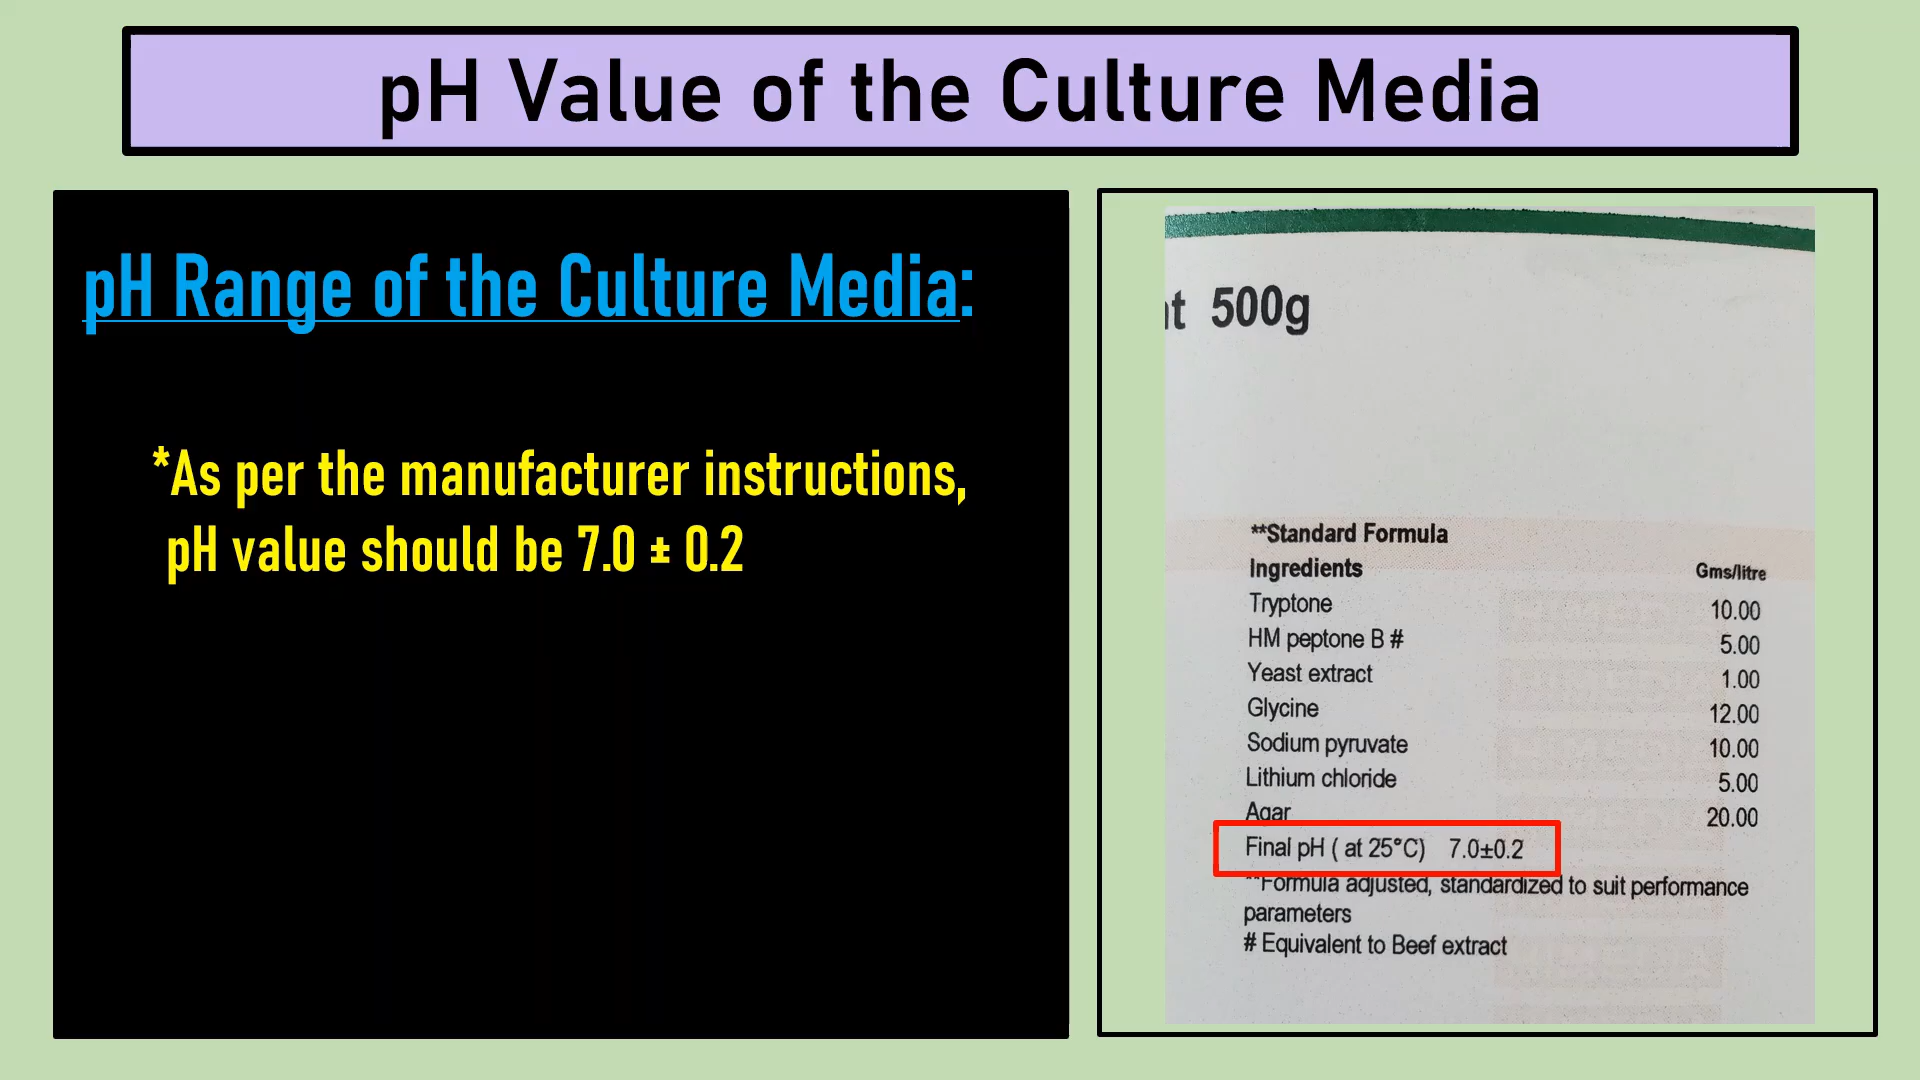 pH Value of the Culture Media
pH Range of the Culture Media:
*As per the manufacturer instructions,
pH value should be 7.0 ± 0.2
500g
**Standard Formula
Ingredients Gms/litre
Tryptone 10.00
HM peptone B # 5.00
Yeast extract 1.00
Glycine 12.00
Sodium pyruvate 10.00
Lithium chloride 5.00
Agar 20.00
Final pH ( at 25°C) 7.0±0.2
**Formula adjusted, standardized to suit performance
parameters
# Equivalent to Beef extract